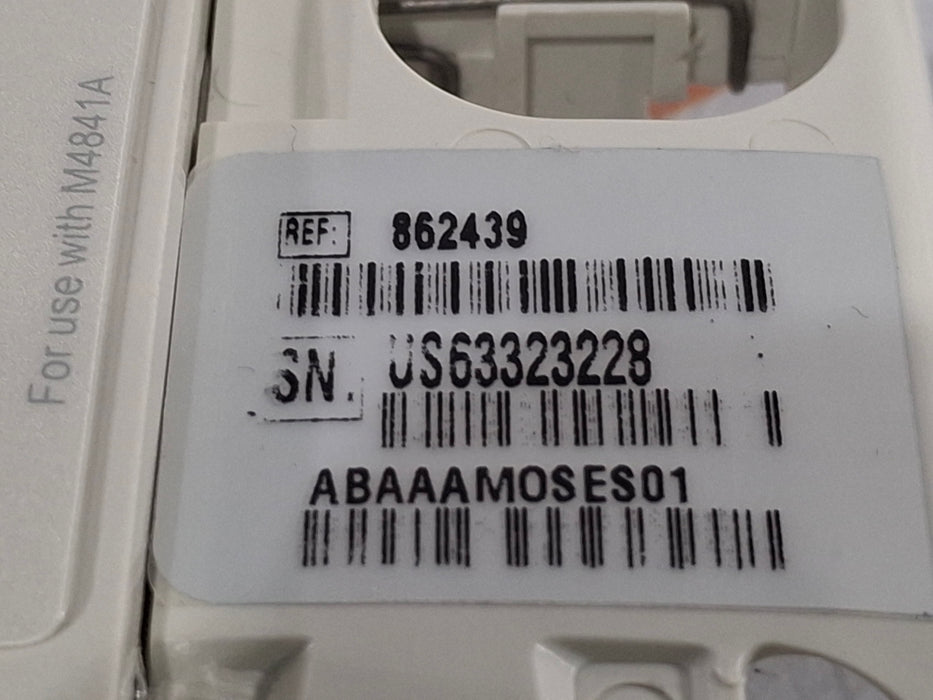 For use with M4841A
REF: 862439
SN. US63323228
ABAAAMOSES01